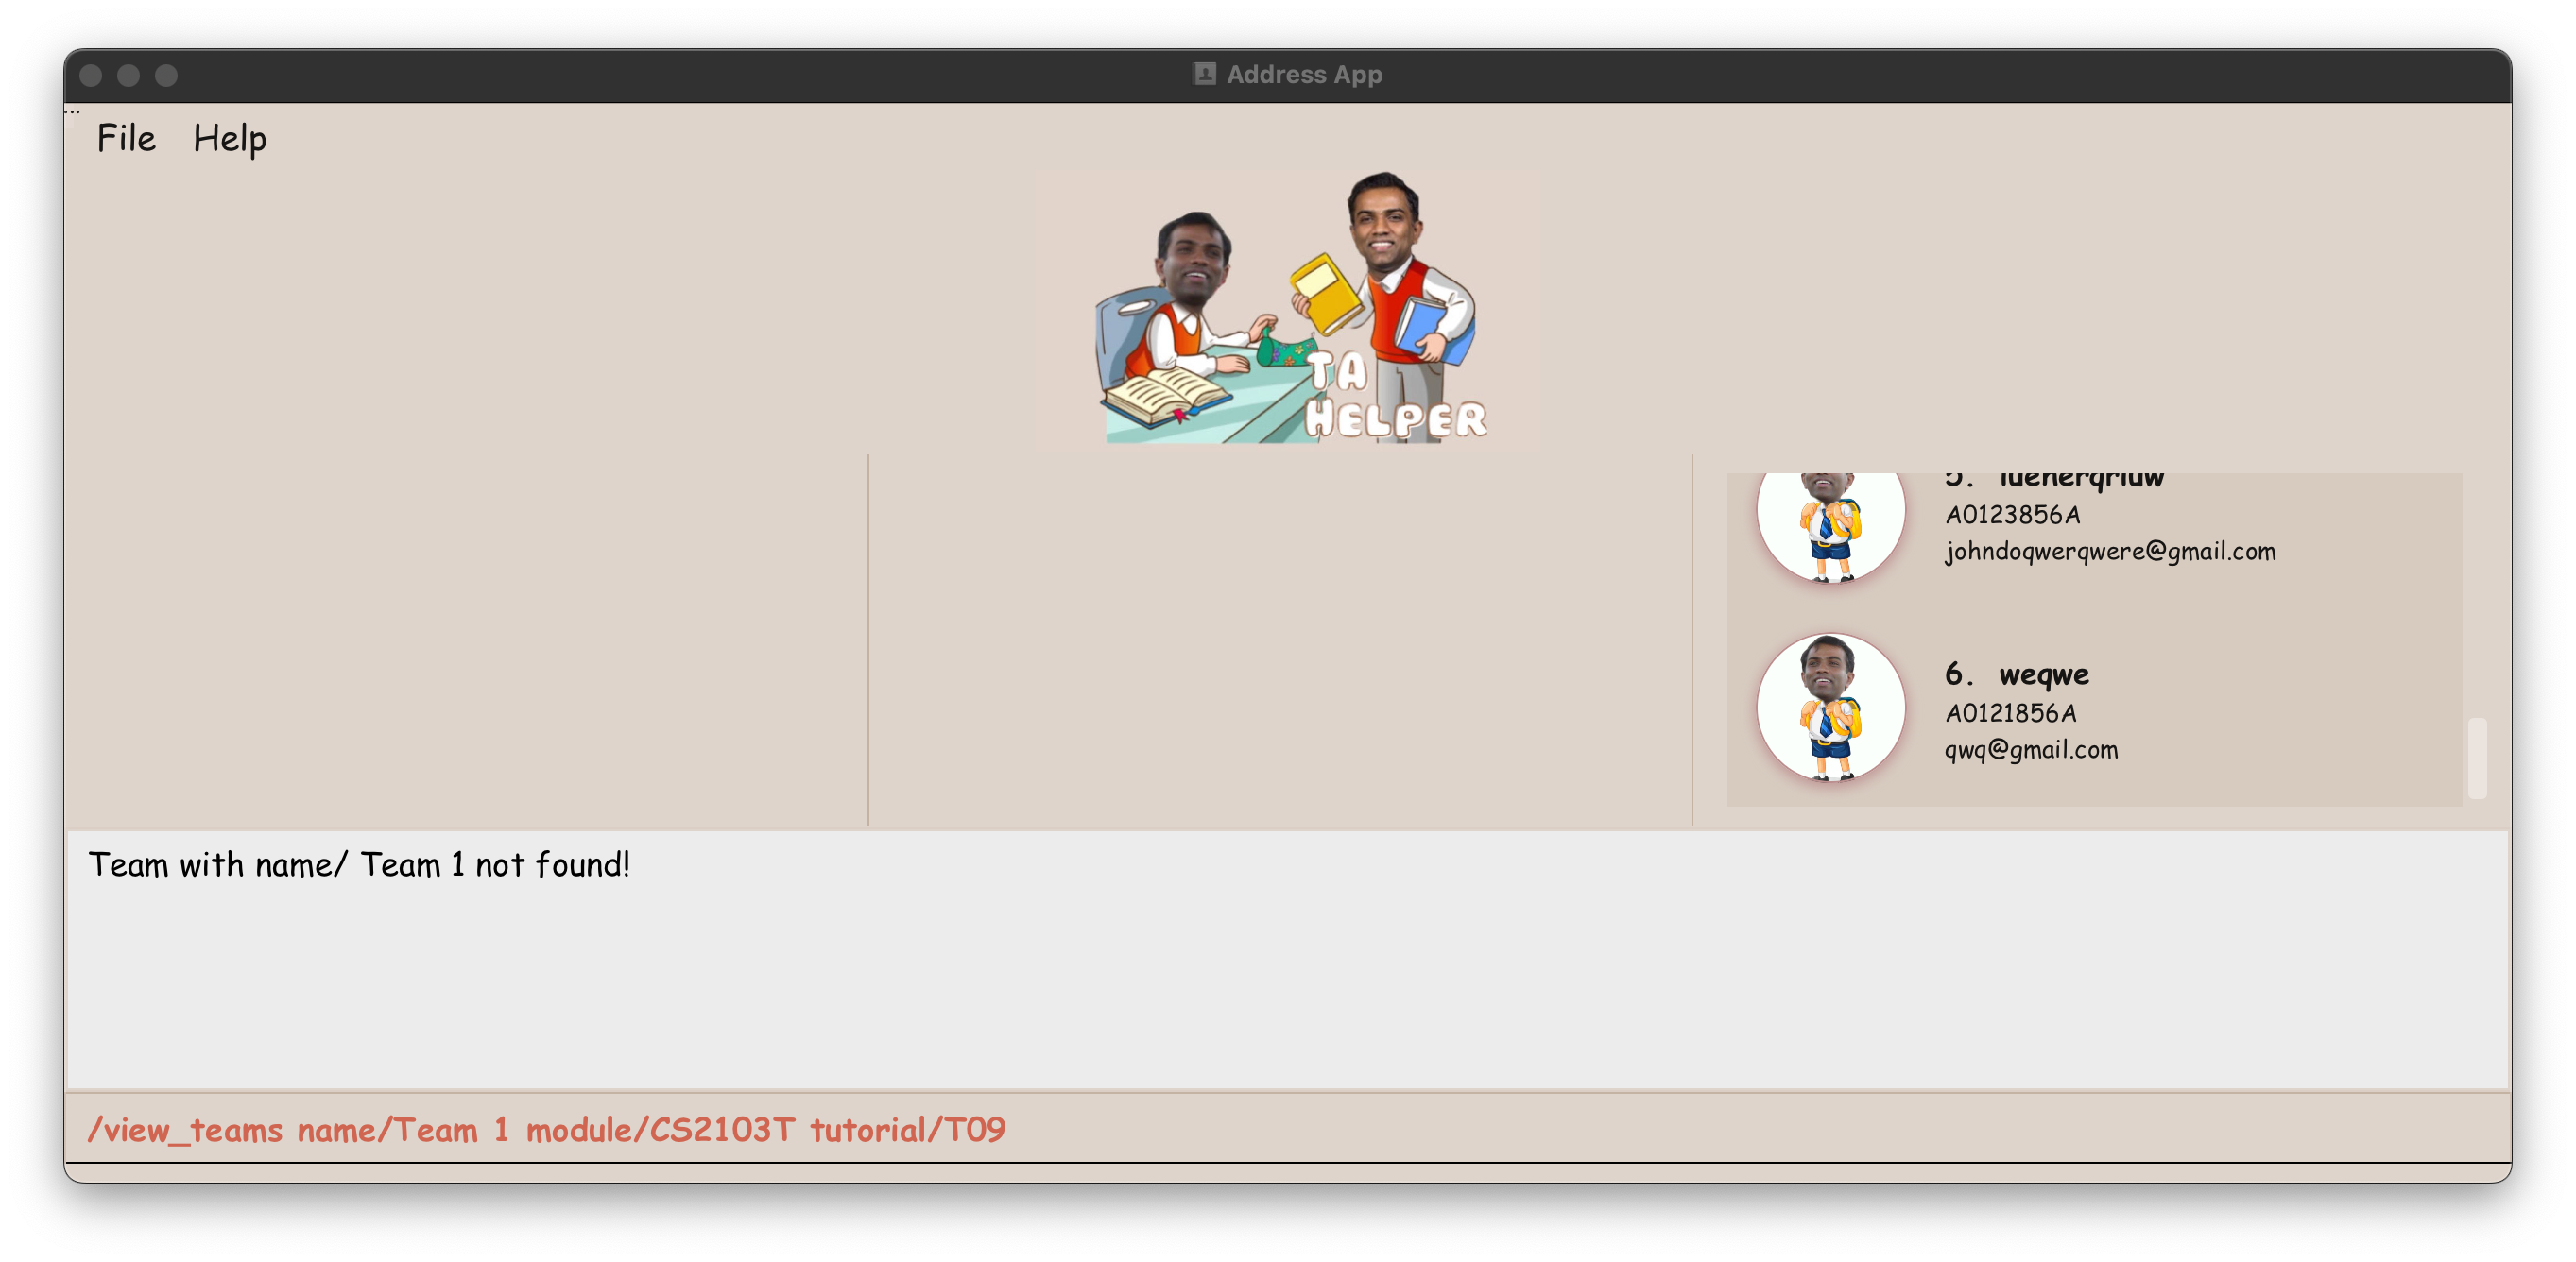 Address App
File Help
TA
HELPER
5.
A0123856A
johndoqwerqwere@gmail.com
6. weqwe
A0121856A
qwq@gmail.com
Team with name/ Team 1 not found!
/view_teams name/Team 1 module/CS2103T tutorial/T09